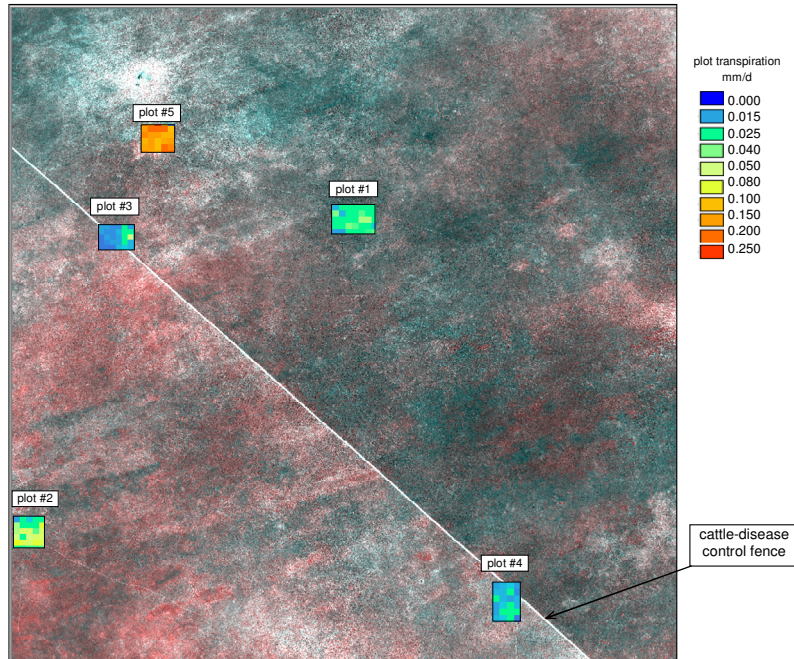 plot #5
plot #1
plot #3
plot #2
plot #4
plot transpiration
mm/d
0.000
0.015
0.025
0.040
0.050
0.080
0.100
0.150
0.200
0.250
cattle-disease
control fence